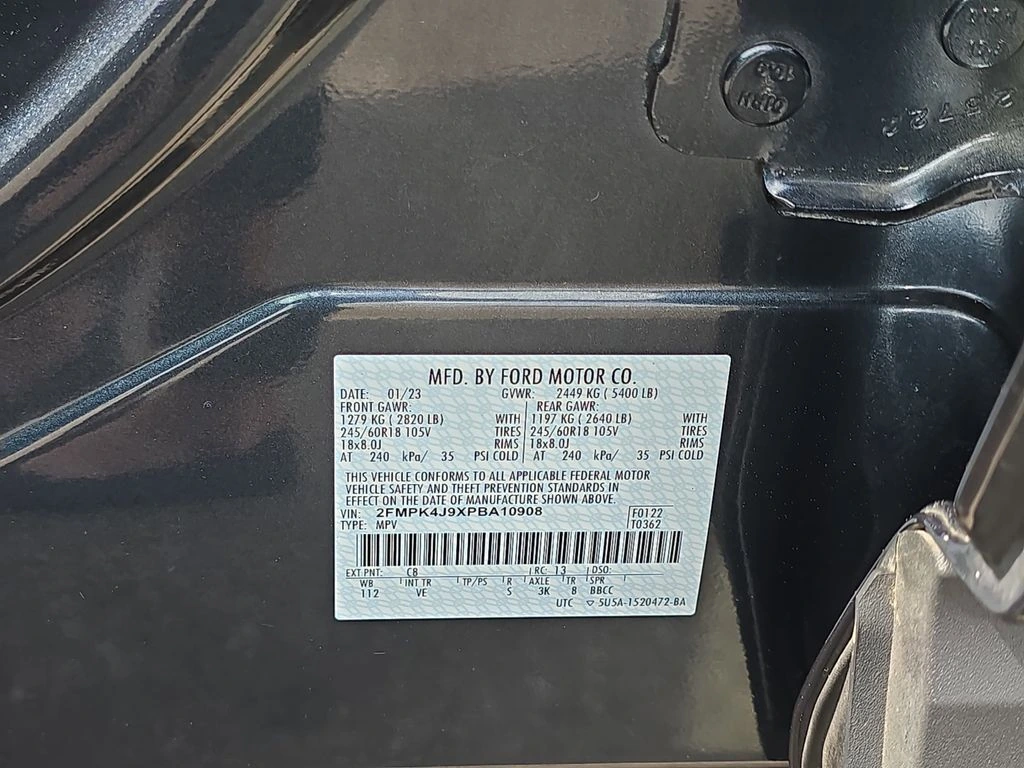 MFD. BY FORD MOTOR CO.
DATE: 01/23 GVWR: 2449 KG ( 5400 LB)
FRONT GAWR: REAR GAWR:
1279 KG ( 2820 LB) WITH 1197 KG ( 2640 LB) WITH
245/60R18 105V TIRES 245/60R18 105V TIRES
18x8.0J RIMS 18x8.0J RIMS
AT 240 kPa/ 35 PSI COLD AT 240 kPa/ 35 PSI COLD
THIS VEHICLE CONFORMS TO ALL APPLICABLE FEDERAL MOTOR
VEHICLE SAFETY AND THEFT PREVENTION STANDARDS IN
EFFECT ON THE DATE OF MANUFACTURE SHOWN ABOVE.
VIN: 2FMPK4J9XPBA10908 F0122
TYPE: MPV T0362
EXT PNT: C8 RC: 13 DSO:
WB INT TR TP/PS R AXLE TR SPR
112 VE S 3K 8 BBCC
UTC ▽ 5U5A-1520472-BA